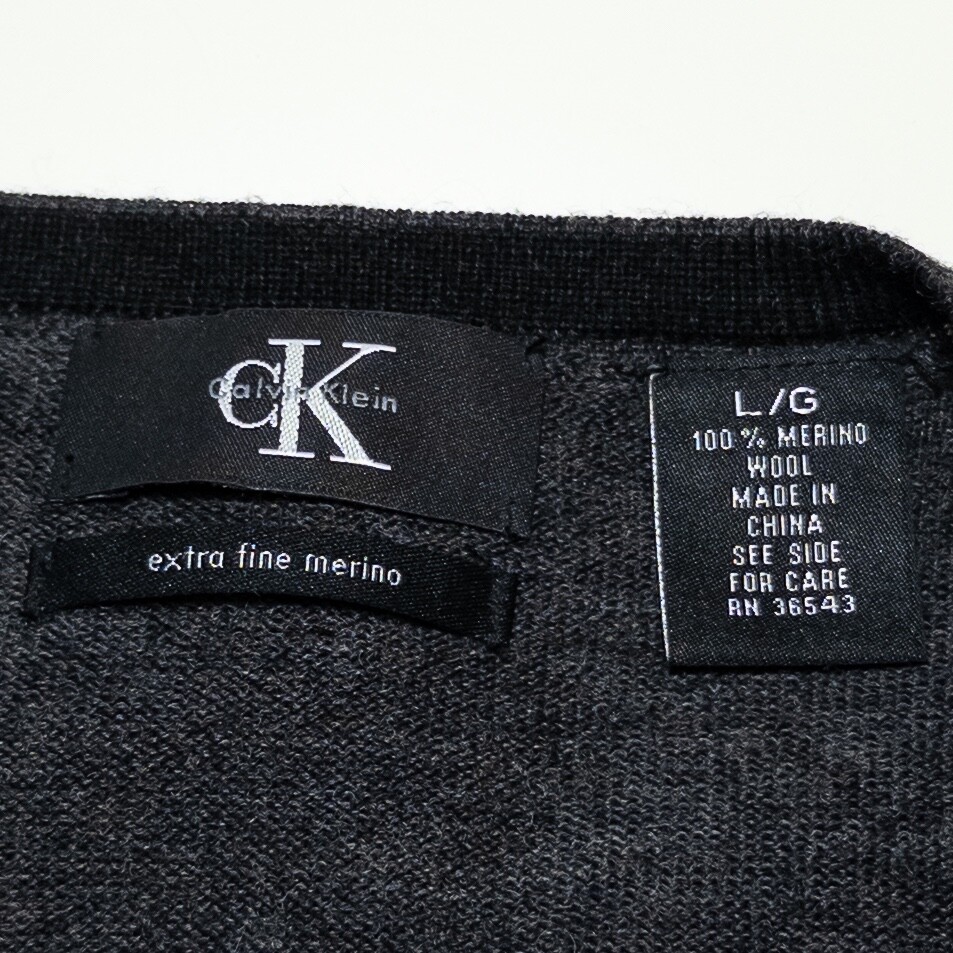 cK
Calvin Klein
extra fine merino
L/G
100% MERINO
WOOL
MADE IN
CHINA
SEE SIDE
FOR CARE
RN 36543